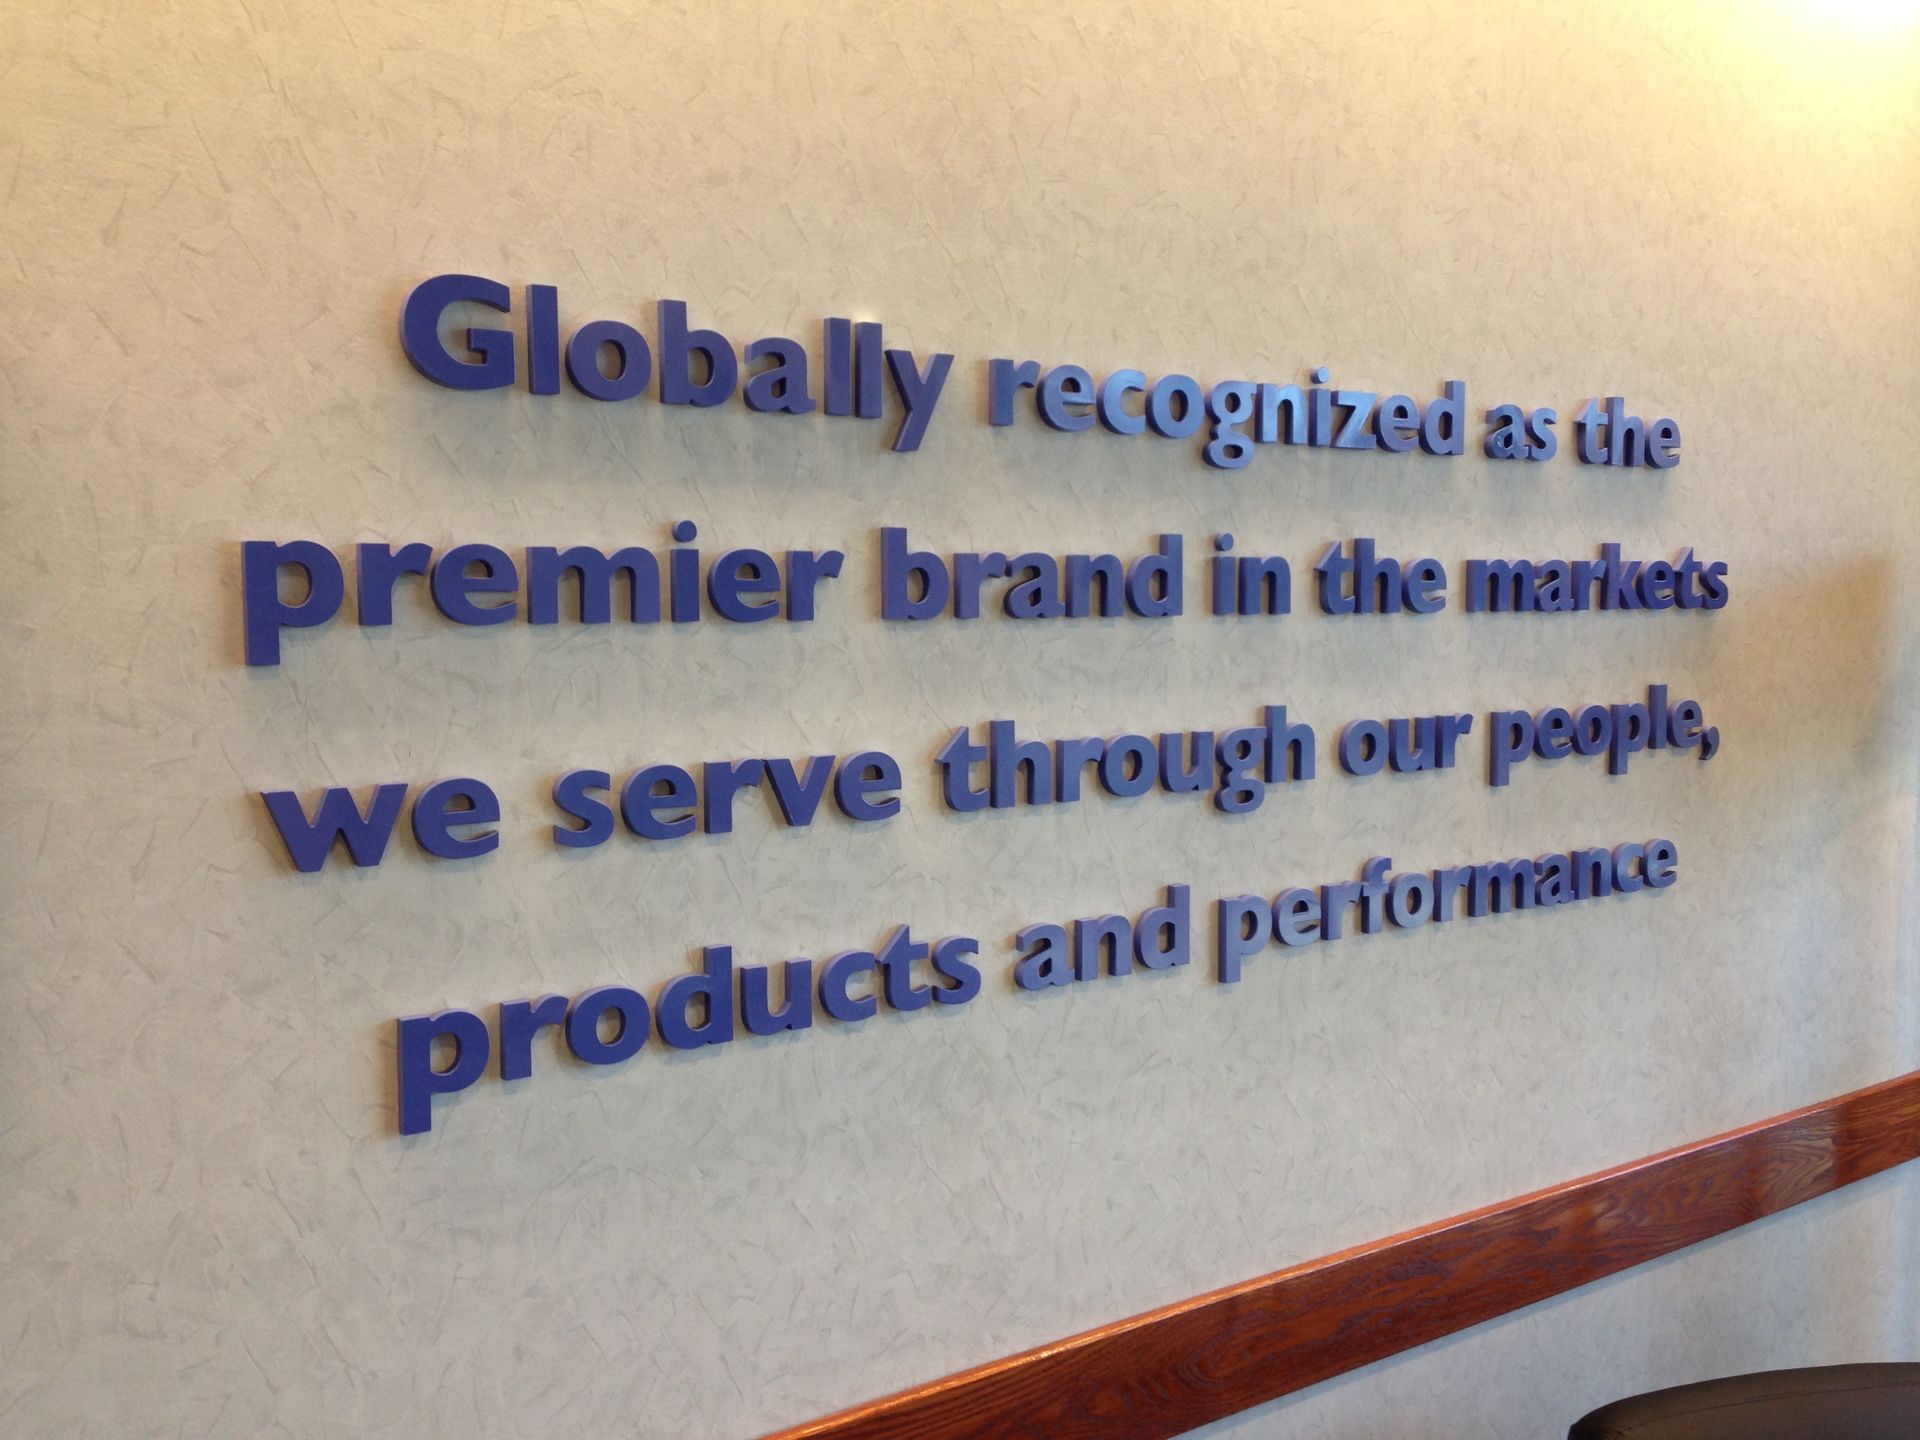 Globally recognized as the
premier brand in the markets
we serve through our people,
products and performance